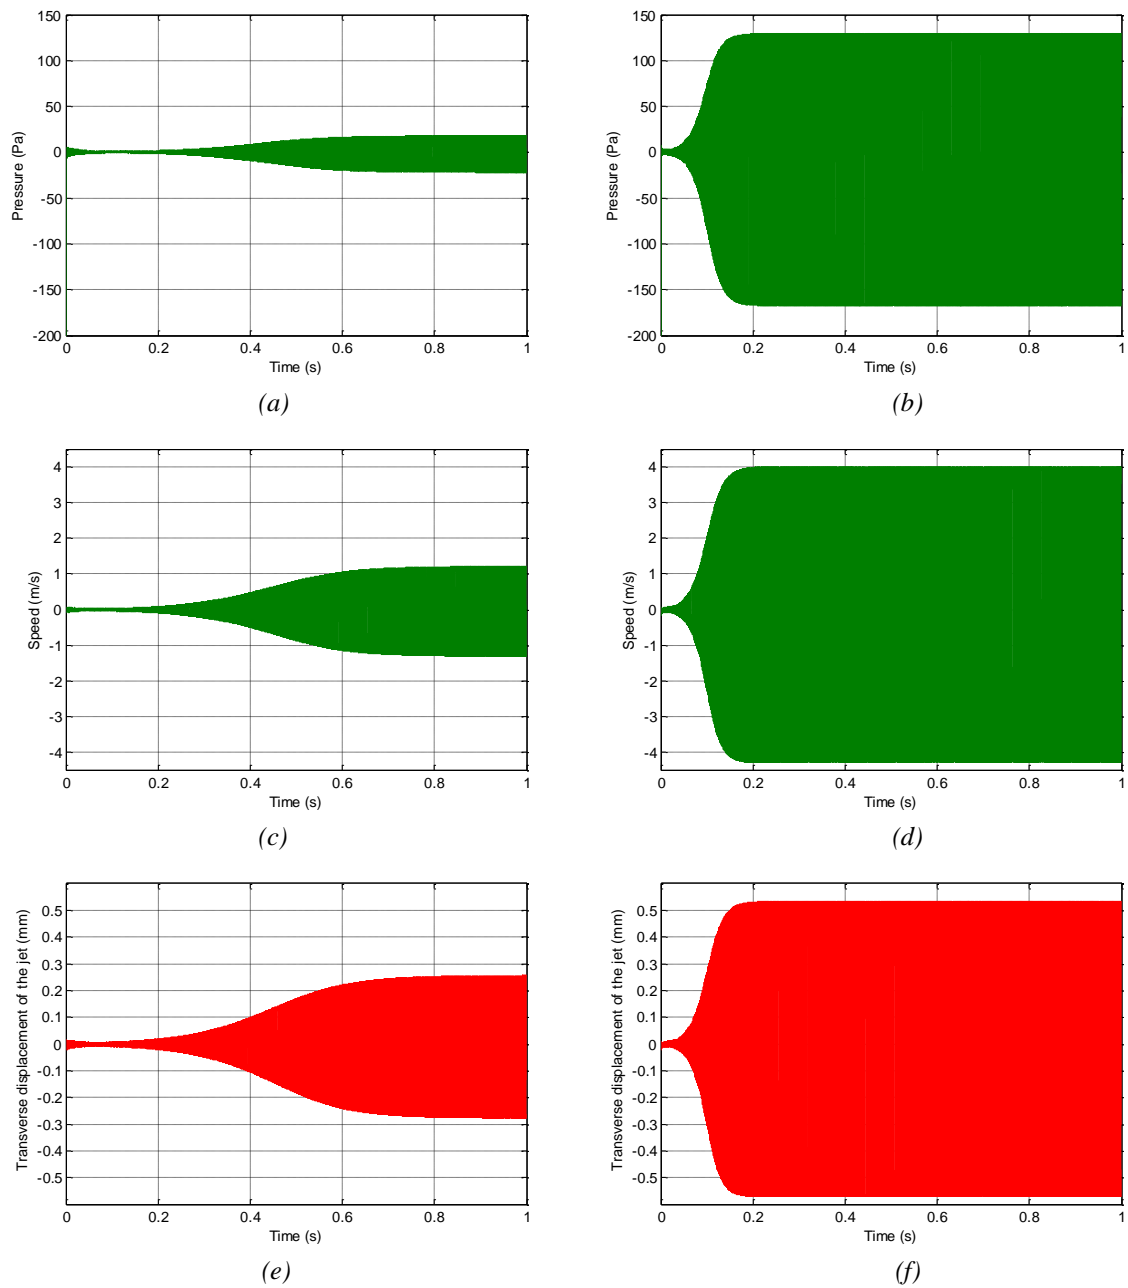 150
100
50
0
-50
-100
-150
-200
Pressure (Pa)
0 0.2 0.4 0.6 0.8 1
Time (s)
(a)
150
100
50
0
-50
-100
-150
-200
Pressure (Pa)
0 0.2 0.4 0.6 0.8 1
Time (s)
(b)
4
3
2
1
0
-1
-2
-3
-4
Speed (m/s)
0 0.2 0.4 0.6 0.8 1
Time (s)
(c)
4
3
2
1
0
-1
-2
-3
-4
Speed (m/s)
0 0.2 0.4 0.6 0.8 1
Time (s)
(d)
0.5
0.4
0.3
0.2
0.1
0
-0.1
-0.2
-0.3
-0.4
-0.5
Transverse displacement of the jet (mm)
0 0.2 0.4 0.6 0.8 1
Time (s)
(e)
0.5
0.4
0.3
0.2
0.1
0
-0.1
-0.2
-0.3
-0.4
-0.5
Transverse displacement of the jet (mm)
0 0.2 0.4 0.6 0.8 1
Time (s)
(f)